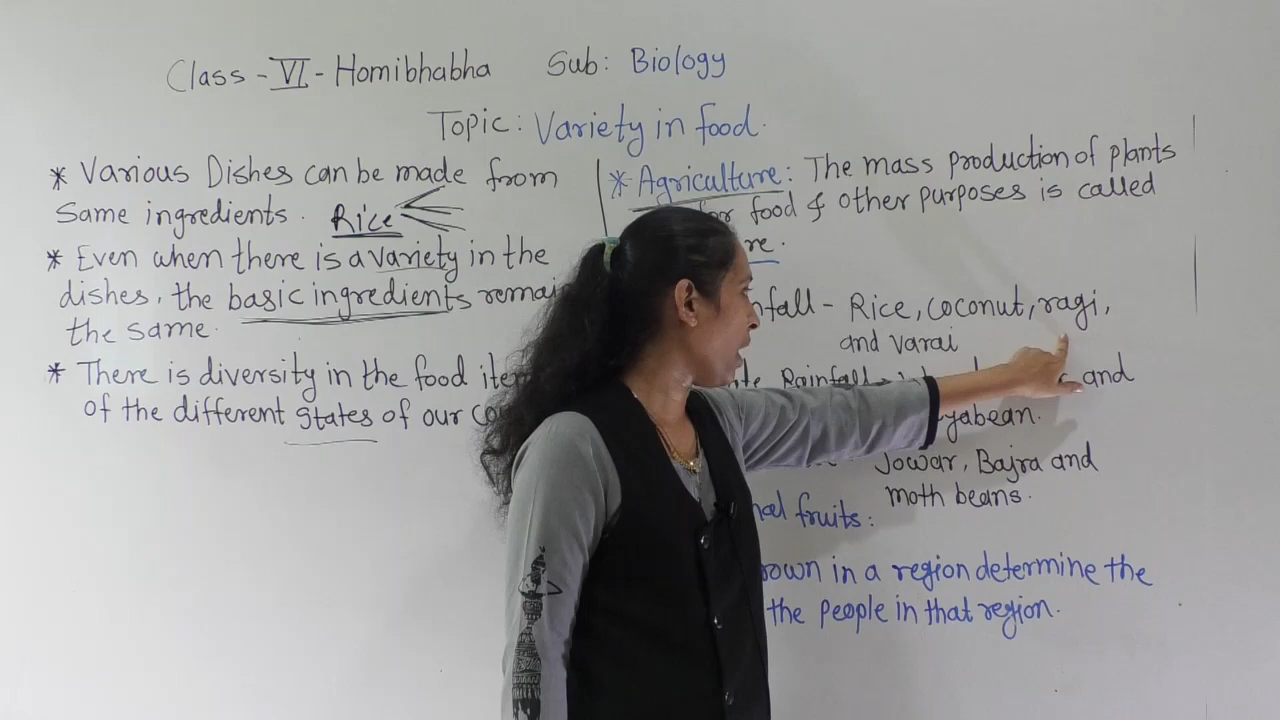 Class - VI - Homibhabha Sub: Biology
Topic: Variety in food.
* Various Dishes can be made from
Same ingredients. Rice
* Even when there is a variety in the
dishes, the basic ingredients remain
the same.
* There is diversity in the food
of the different states of our
* Agriculture: The mass production of plants
for food & other purposes is called
- Rice, coconut, ragi,
and varai
Rainfall - and
Jowar, Bajra and
moth beans.
fruits:
in a region determine the
the people in that region.